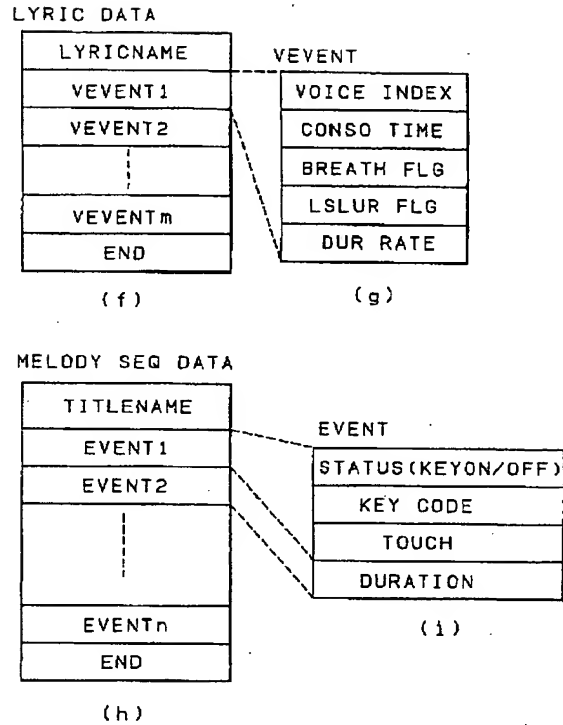 LYRIC DATA
LYRICNAME
VEVENT1
VEVENT2
VEVENTm
END
(f)
VEVENT
VOICE INDEX
CONSO TIME
BREATH FLG
LSLUR FLG
DUR RATE
(g)
MELODY SEQ DATA
TITLENAME
EVENT1
EVENT2
EVENTn
END
(h)
EVENT
STATUS(KEYON/OFF)
KEY CODE
TOUCH
DURATION
(i)